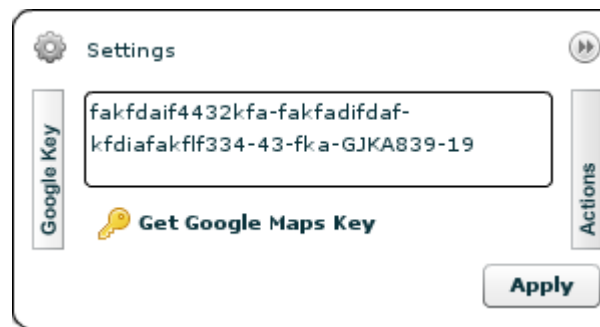 Settings
Google Key
fakfdaif4432kfa-fakfadifdaf-
kfdiafakflf334-43-fka-GJKA839-19
Get Google Maps Key
Actions
Apply